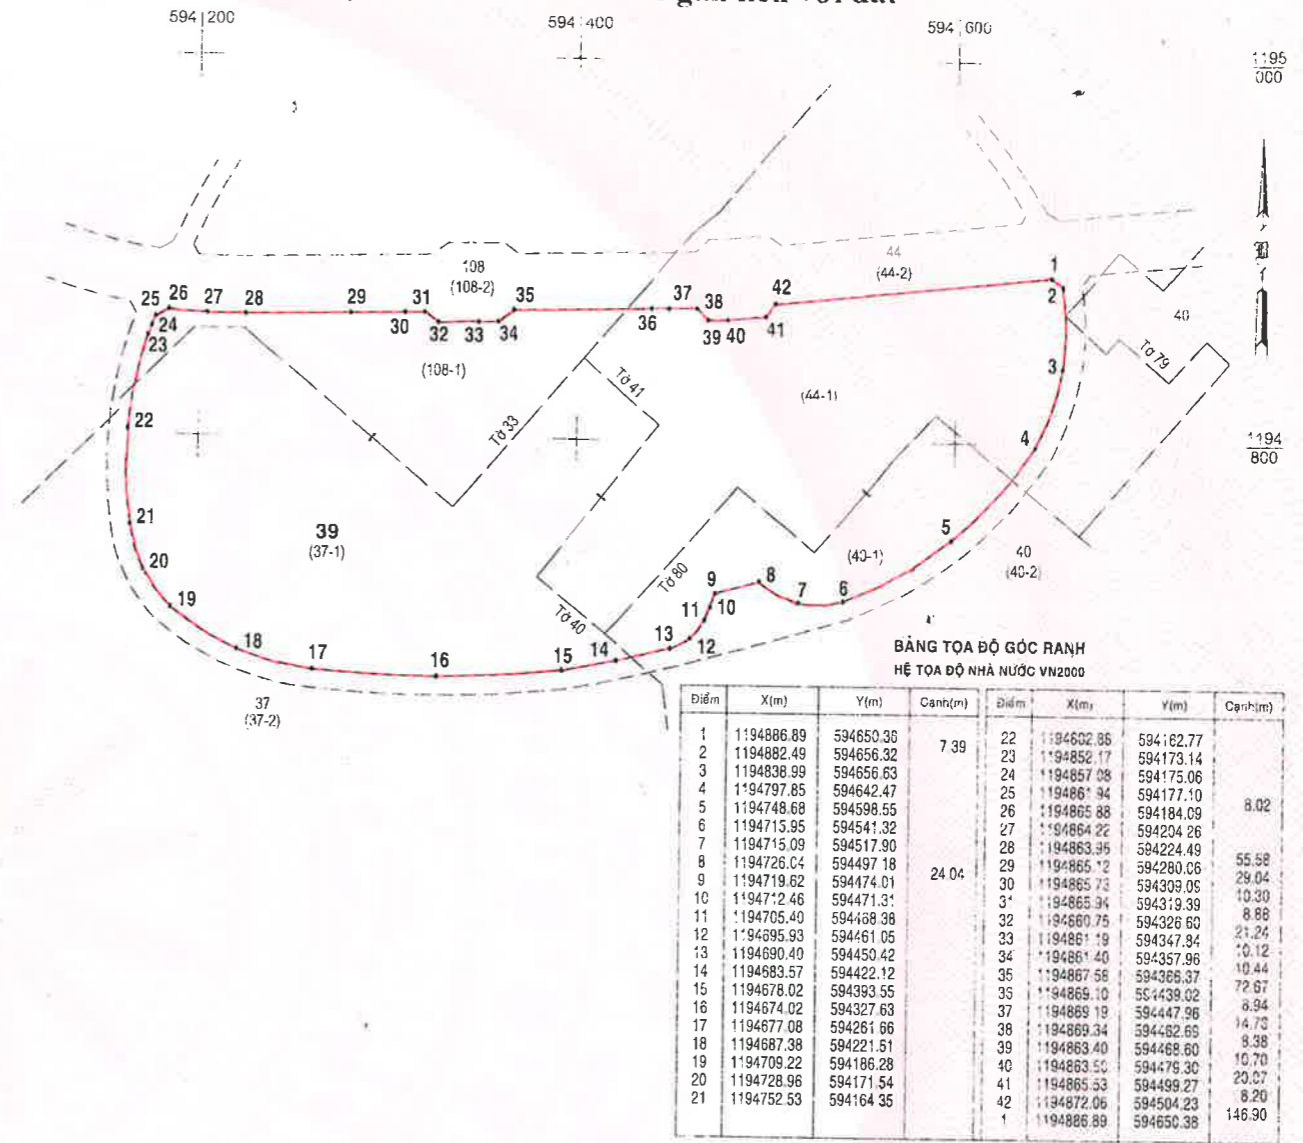 594 200
594 400
594 600
1195
000
108
(108-2)
44
(44-2)
1
2
25
26
27
28
29
30
31
32
33
34
35
36
37
38
39
40
41
42
24
23
22
21
20
19
18
17
16
15
14
13
12
11
10
9
8
7
6
5
4
3
(108-1)
(44-1)
40
Tờ 79
Tờ 41
Tờ 33
1194
800
39
(37-1)
(40-1)
40
(40-2)
Tờ 80
Tờ 40
37
(37-2)
BẢNG TỌA ĐỘ GÓC RANH
HỆ TỌA ĐỘ NHÀ NƯỚC VN2000
Điểm X(m) Y(m) Cạnh(m) Điểm X(m) Y(m) Cạnh(m)
1 1194886.89 594650.38 7.39 22 594162.77
2 1194882.49 594656.32 23 1194852.17 594173.14
3 1194838.99 594656.63 24 1194857.08 594175.06
4 1194797.85 594642.47 25 1194861.94 594177.10
5 1194748.68 594598.55 26 1194865.88 594184.09 8.02
6 1194715.95 594541.32 27 1194864.22 594204.26
7 1194715.09 594517.90 28 1194863.96 594224.49
8 1194726.04 594497.18 24.04 29 1194865.12 594280.06 55.58
9 1194719.62 594474.01 30 1194865.73 594309.09 29.04
10 1194712.46 594471.31 31 1194865.94 594319.39 10.30
11 1194705.40 594468.38 32 1194860.75 594326.60 8.88
12 1194695.93 594461.05 33 1194861.19 594347.84 21.24
13 1194690.40 594450.42 34 1194861.40 594357.96 10.12
14 1194683.57 594422.12 35 1194867.56 594366.37 10.44
15 1194678.02 594393.55 36 1194869.10 594439.02 72.67
16 1194674.02 594327.63 37 1194869.19 594447.96 8.94
17 1194677.08 594261.66 38 1194869.34 594462.69 14.73
18 1194687.38 594221.51 39 1194863.40 594468.60 8.38
19 1194709.22 594186.28 40 1194863.50 594479.30 10.70
20 1194728.96 594171.54 41 1194865.53 594499.27 20.07
21 1194752.53 594164.35 42 1194872.06 594504.23 8.20
1 1194886.89 594650.38 146.90